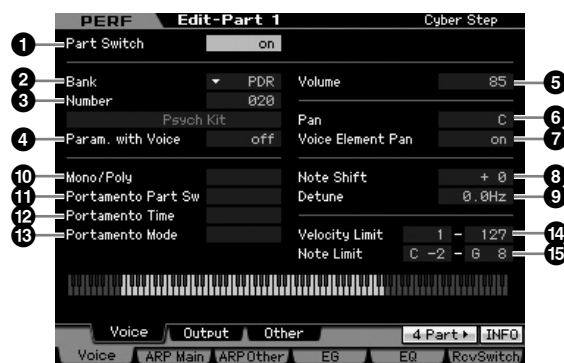 PERF Edit-Part 1 Cyber Step
1 Part Switch on
2 Bank PDR Volume 85 5
3 Number 020
Psych Kit Pan C 6
4 Param. with Voice off Voice Element Pan on 7
10 Mono/Poly Note Shift + 0 8
11 Portamento Part Sw Detune 0.0Hz 9
12 Portamento Time
13 Portamento Mode Velocity Limit 1 - 127 14
Note Limit C -2 - G 8 15
Voice Output Other 4 Part INFO
Voice ARP Main ARP Other EG EQ RcvSwitch